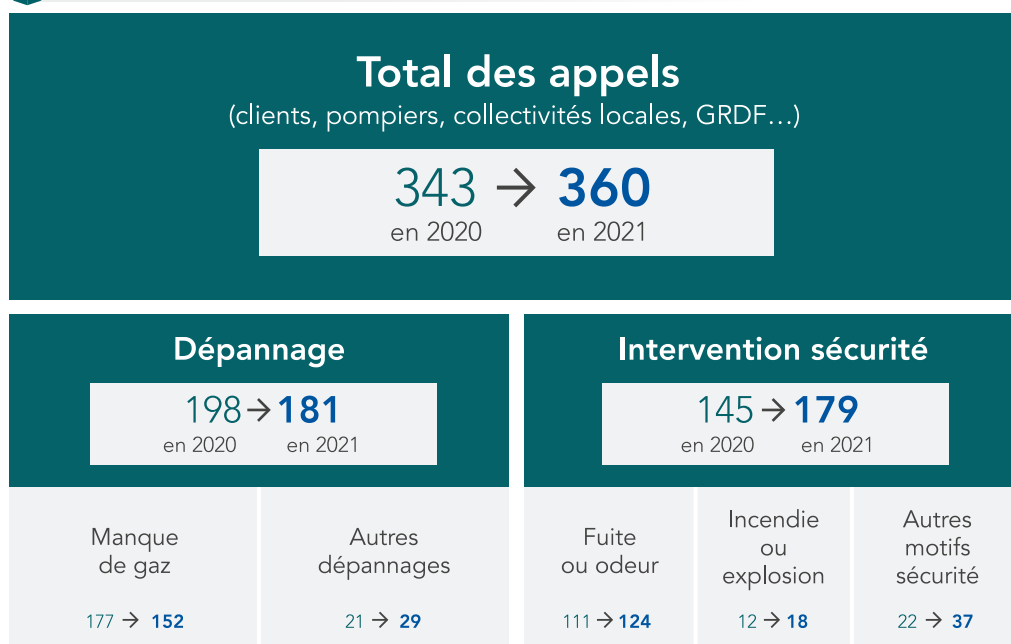 Total des appels
(clients, pompiers, collectivités locales, GRDF...)
343 → 360
en 2020 en 2021
Dépannage
198 → 181
en 2020 en 2021
Manque
de gaz
177 → 152
Autres
dépannages
21 → 29
Intervention sécurité
145 → 179
en 2020 en 2021
Fuite
ou odeur
111 → 124
Incendie
ou
explosion
12 → 18
Autres
motifs
sécurité
22 → 37